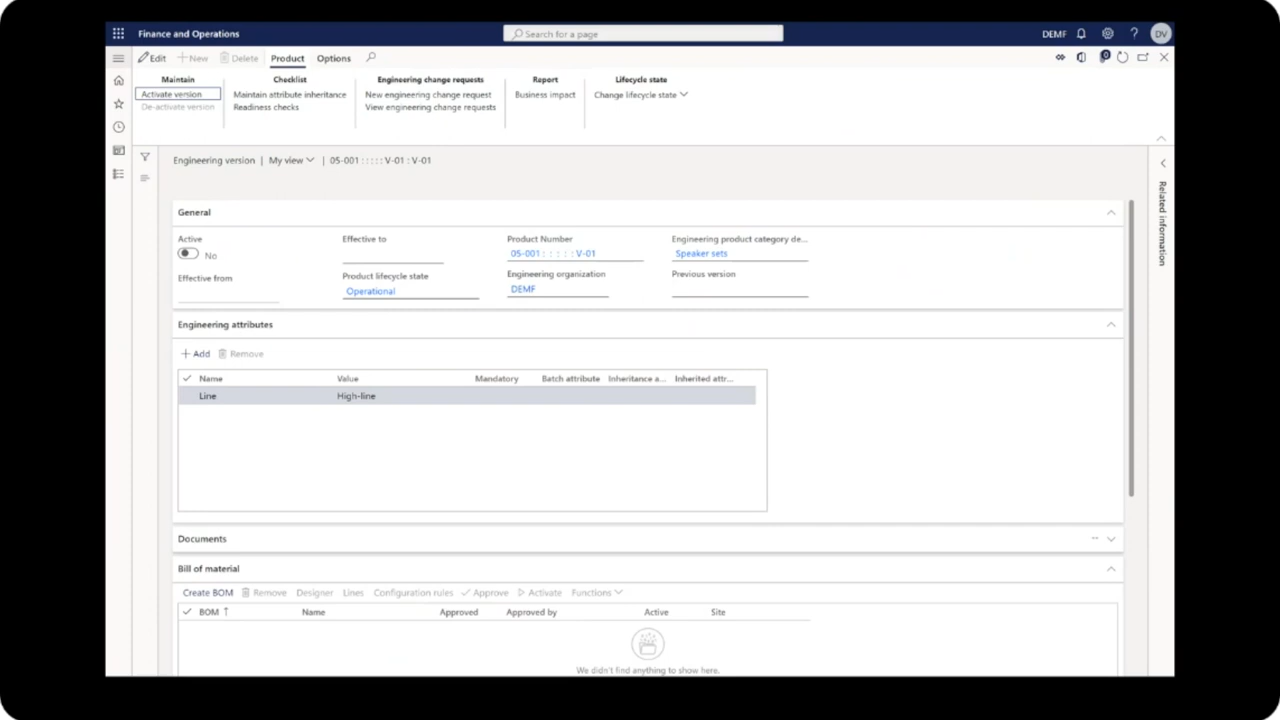 Finance and Operations
Search for a page
DEMF
?
DV
Edit
New
Delete
Product
Options
Maintain
Activate version
De-activate version
Checklist
Maintain attribute inheritance
Readiness checks
Engineering change requests
New engineering change request
View engineering change requests
Report
Business impact
Lifecycle state
Change lifecycle state
Engineering version | My view | 05-001 : : : : : V-01 : V-01
Related information
General
Active
No
Effective from
Effective to
Product lifecycle state
Operational
Product Number
05-001 : : : : : V-01
Engineering organization
DEMF
Engineering product category de...
Speaker sets
Previous version
Engineering attributes
+ Add Remove
Name Value Mandatory Batch attribute Inheritance a... Inherited attr...
Line High-line
Documents
Bill of material
Create BOM Remove Designer Lines Configuration rules Approve Activate Functions
BOM ↑ Name Approved Approved by Active Site
We didn't find anything to show here.